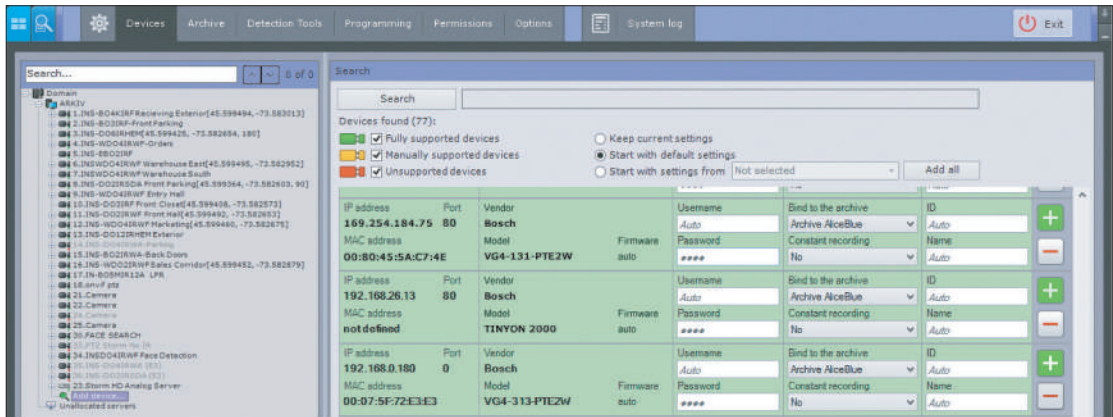 Devices Archive Detection Tools Programming Permissions Options System log Exit
Search... 0 of 0
Domain
ARKIV
1.INS-BO4KIRFRecieving Exterior[45.599494, -73.583013]
2.INS-BO3IRF-Front Parking
3.INS-DO6IRHEM[45.599425, -73.582654, 180]
4.INS-WDO4IRWF-Orders
5.INS-EBO2IRF
6.INSWDO4IRWF Warehouse East[45.599495, -73.582952]
7.INSWDO4IRWF Warehouse South
8.INS-DO22RSDA Front Parking[45.599364, -73.582603, 90]
9.INS-WDO4IRWF Entry Hall
10.INS-DO3IRF Front Closet[45.599408, -73.582573]
11.INS-DO22IRWF Front Hall[45.599492, -73.582653]
12.INS-WDO4IRWF Marketing[45.599460, -73.582675]
13.INS-DO12IRHEM Exterior
15.INS-BO2IRWA-Back Doors
16.INS-WDO2IRWFSales Corridor[45.599452, -73.582879]
17.IN-BO5MIR12A LPR
18.onvif ptz
21.Camera
22.Camera
24.Camera
25.Camera
30.FACE SEARCH
34.INSDO4IRWF Face Detection
23.Storm HD Analog Server
Add device...
Unallocated servers
Search
Search
Devices found (77):
Fully supported devices Keep current settings
Manually supported devices Start with default settings
Unsupported devices Start with settings from Not selected Add all
IP address Port Vendor Username Bind to the archive ID
169.254.184.75 80 Bosch Auto Archive AliceBlue Auto
MAC address Model Firmware Password Constant recording Name
00:80:45:5A:C7:4E VG4-131-PTE2W auto **** No Auto
IP address Port Vendor Username Bind to the archive ID
192.168.26.13 80 Bosch Auto Archive AliceBlue Auto
MAC address Model Firmware Password Constant recording Name
not defined TINYON 2000 auto **** No Auto
IP address Port Vendor Username Bind to the archive ID
192.168.0.180 0 Bosch Auto Archive AliceBlue Auto
MAC address Model Firmware Password Constant recording Name
00:07:5F:72:E3:E3 VG4-313-PTE2W auto **** No Auto